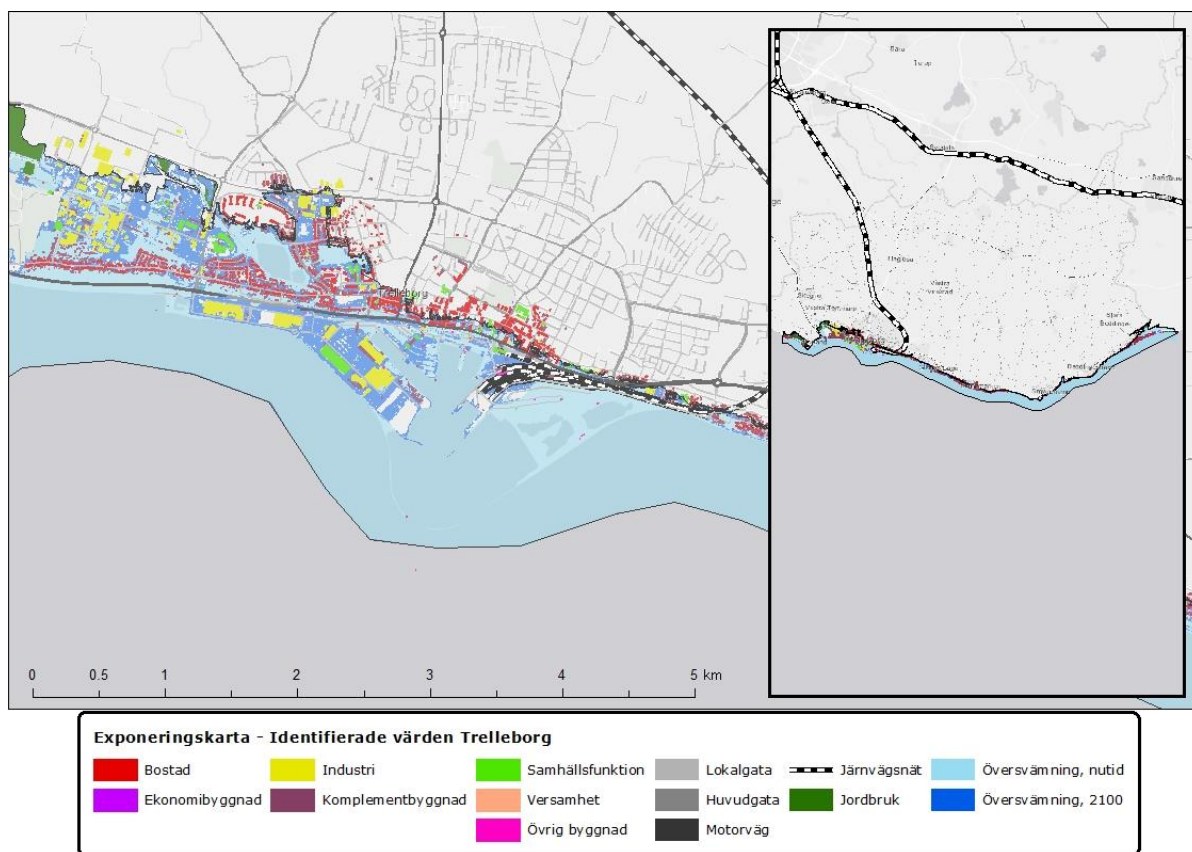 Trelleborg
0 0.5 1 2 3 4 5 km
Exponeringskarta - Identifierade värden Trelleborg
Bostad Industri Samhällsfunktion Lokalgata Järnvägsnät Översvämning, nutid
Ekonomibyggnad Komplementbyggnad Versamhet Huvudgata Jordbruk Översvämning, 2100
Övrig byggnad Motorväg